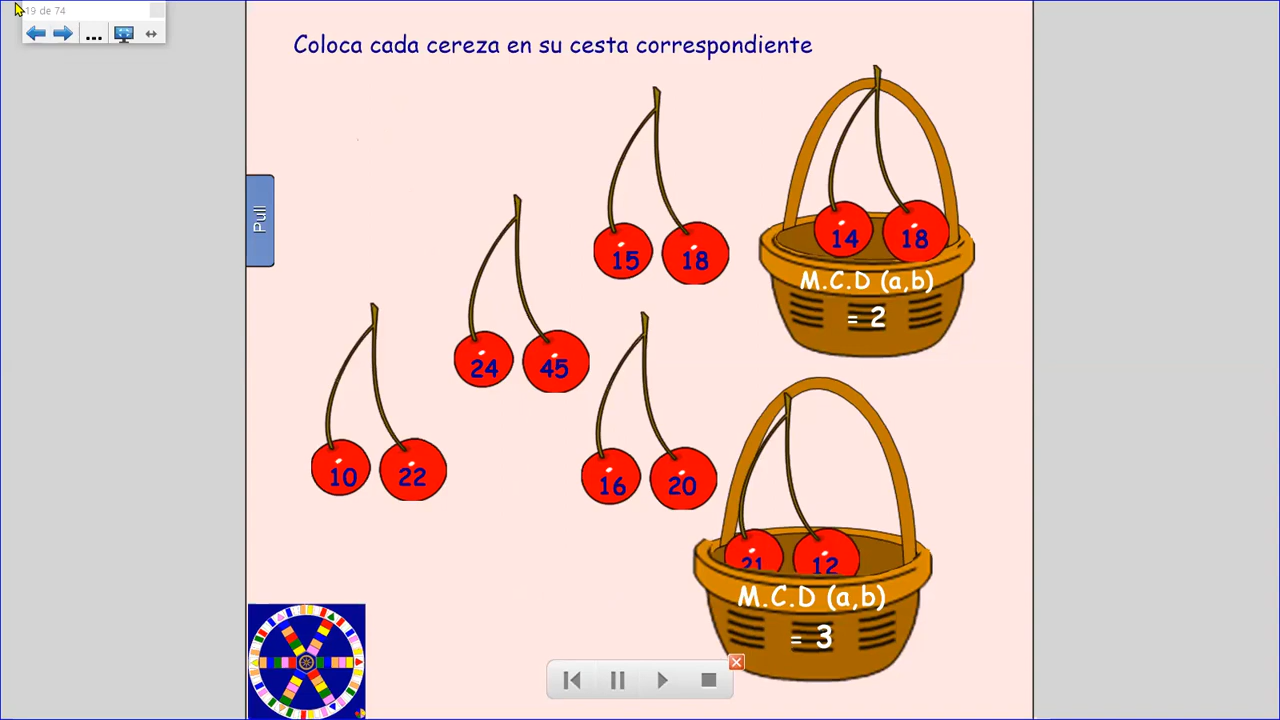 19 de 74
...
Coloca cada cereza en su cesta correspondiente
Pull
15 18
14 18
M.C.D (a,b)
= 2
24 45
10 22
16 20
21 12
M.C.D (a,b)
= 3